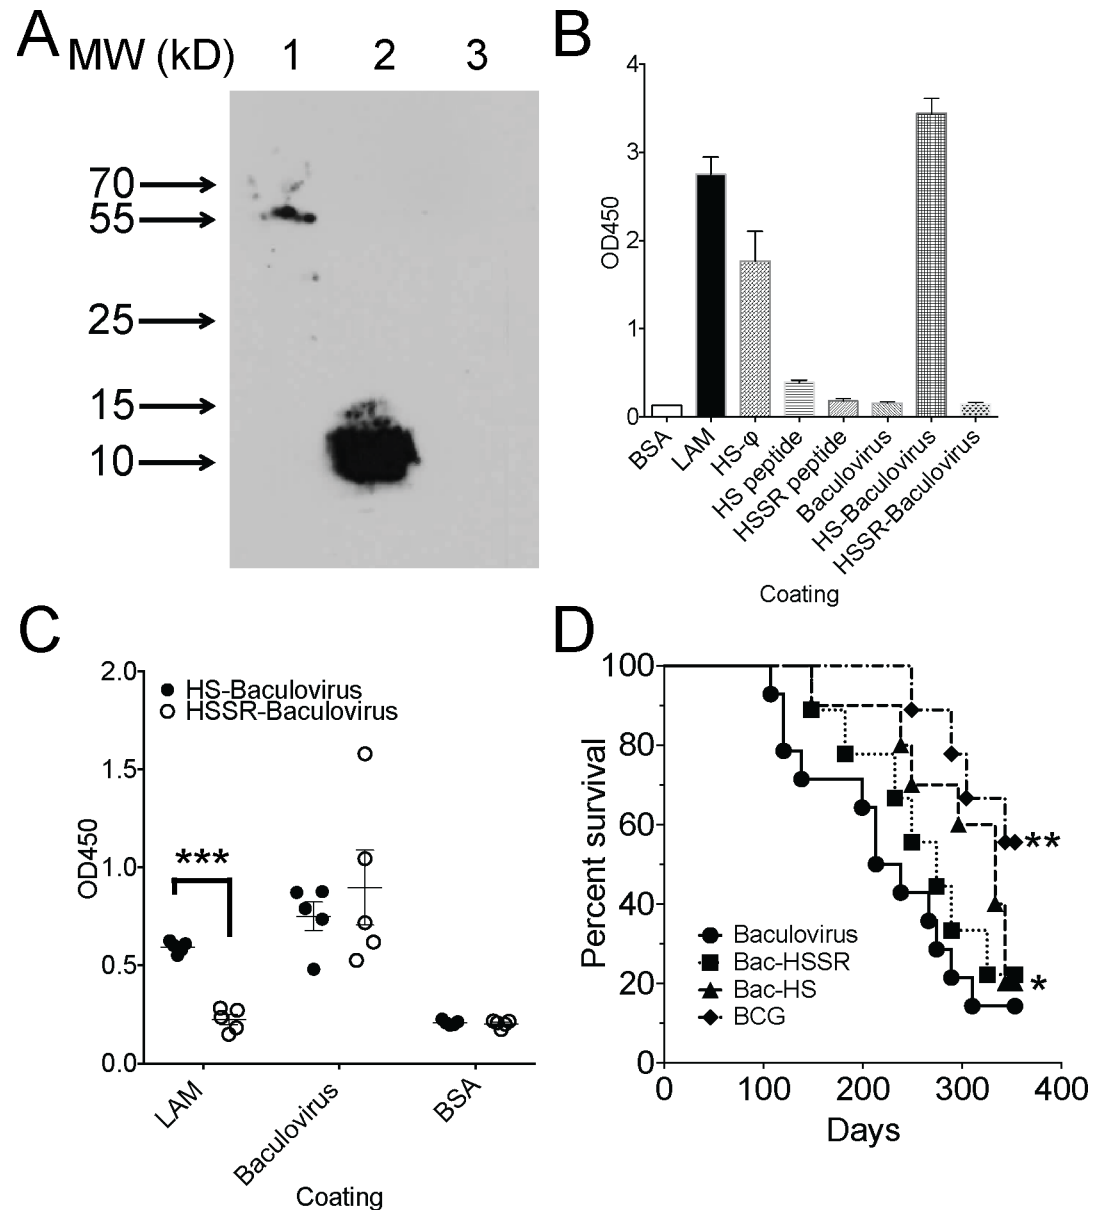 A
MW (kD) 1 2 3
70
55
25
15
10
B
4
3
2
1
0
OD450
BSA
LAM
HS-φ
HS peptide
HSSR peptide
Baculovirus
HS-Baculovirus
HSSR-Baculovirus
Coating
C
2.0
1.5
1.0
0.5
0.0
OD450
HS-Baculovirus
HSSR-Baculovirus
***
LAM
Baculovirus
BSA
Coating
D
100
80
60
40
20
0
Percent survival
Baculovirus
Bac-HSSR
Bac-HS
BCG
**
*
0 100 200 300 400
Days